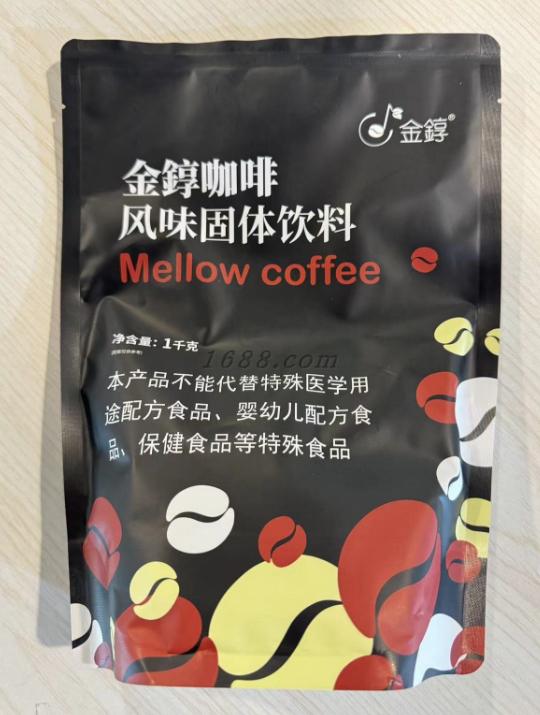 金錞®
金錞咖啡
风味固体饮料
Mellow coffee
净含量：1千克
1688.com
本产品不能代替特殊医学用
途配方食品、婴幼儿配方食
品、保健食品等特殊食品